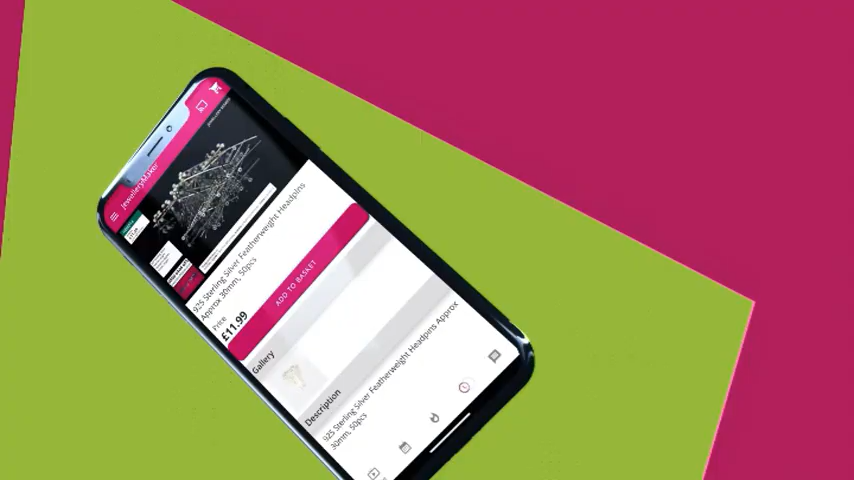 JewelleryMaker
925 Sterling Silver Featherweight Headpins
Approx 30mm, 50pcs
Price
£11.99
ADD TO BASKET
Gallery
Description
925 Sterling Silver Featherweight Headpins Approx
30mm, 50pcs